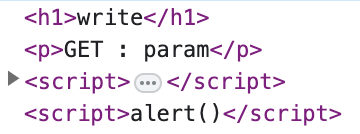 <h1>write</h1>
<p>GET : param</p>
<script>…</script>
<script>alert()</script>